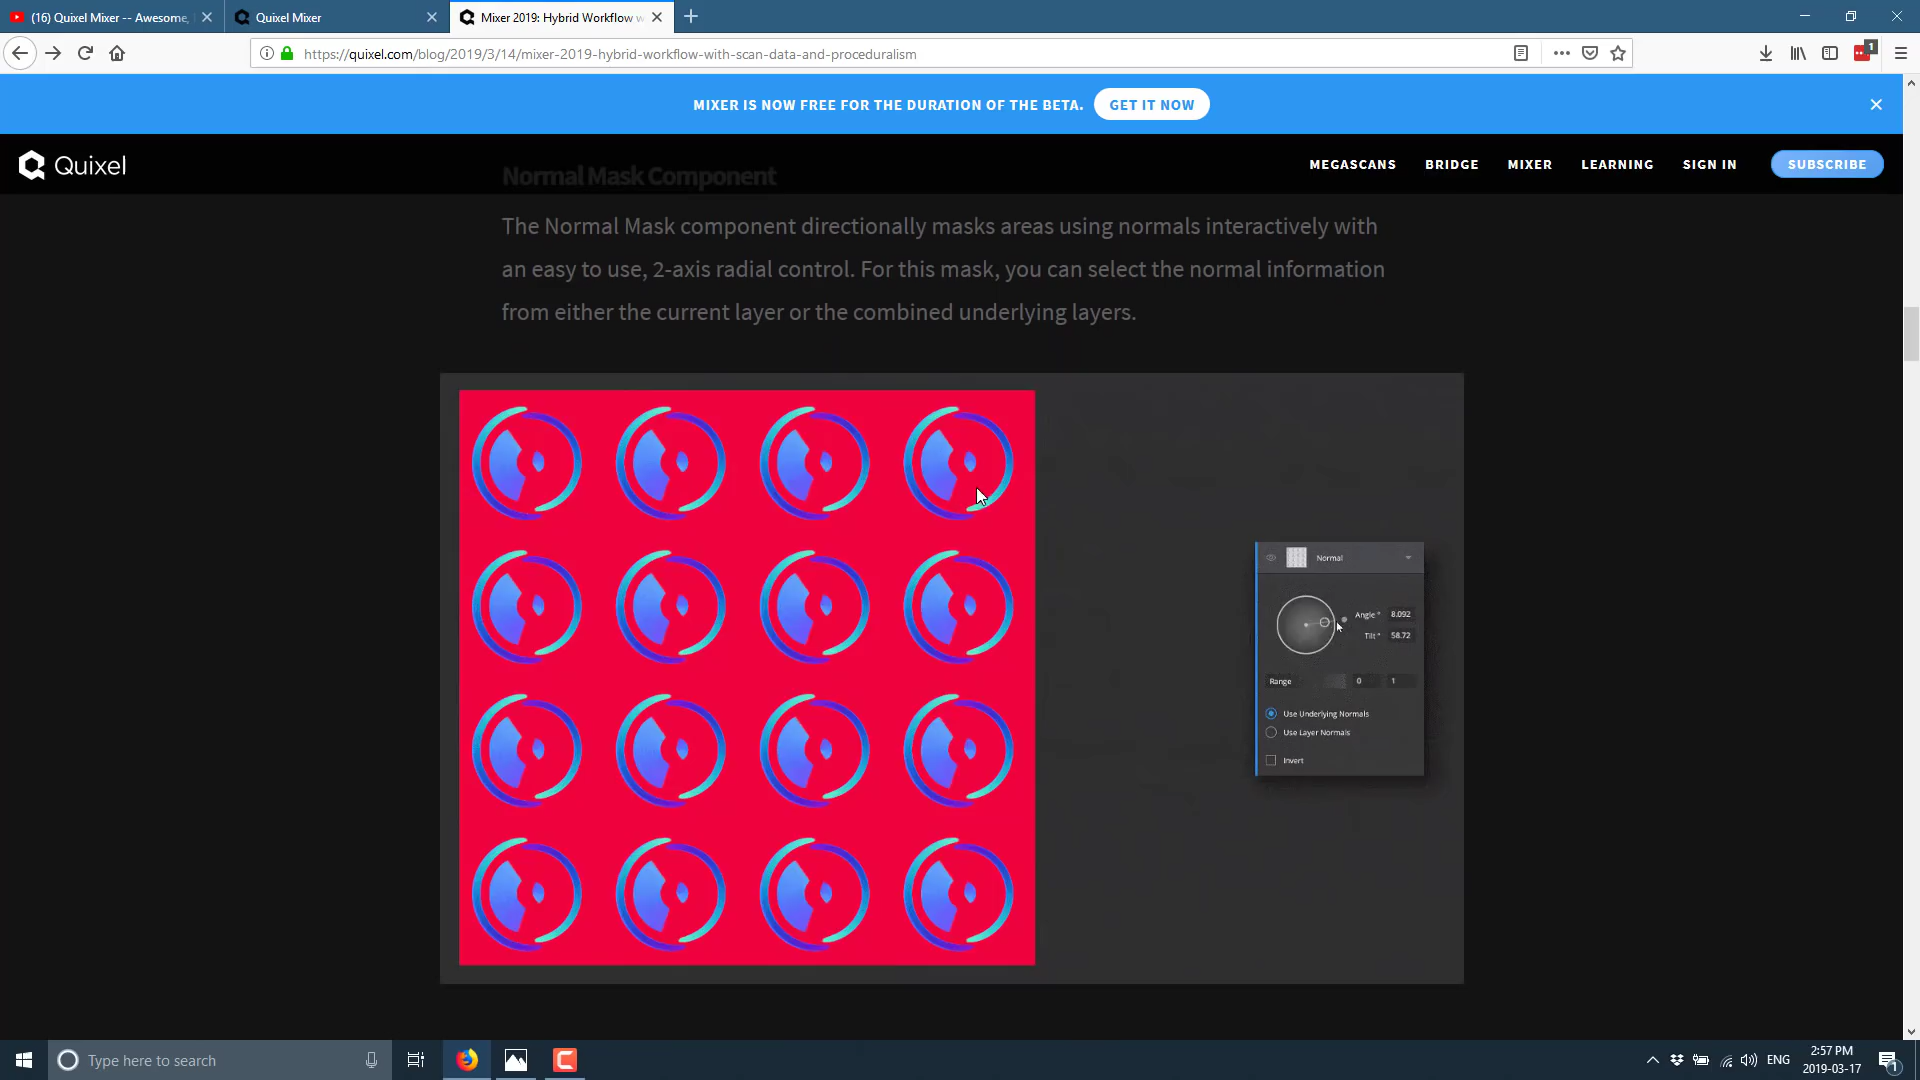 (16) Quixel Mixer -- Awesome,
Quixel Mixer
Mixer 2019: Hybrid Workflow w
https://quixel.com/blog/2019/3/14/mixer-2019-hybrid-workflow-with-scan-data-and-proceduralism
1
MIXER IS NOW FREE FOR THE DURATION OF THE BETA.
GET IT NOW
Quixel
MEGASCANS
BRIDGE
MIXER
LEARNING
SIGN IN
SUBSCRIBE
Normal Mask Component
The Normal Mask component directionally masks areas using normals interactively with
an easy to use, 2-axis radial control. For this mask, you can select the normal information
from either the current layer or the combined underlying layers.
Normal
Angle ° 8.092
Tilt ° 58.72
Range 0 1
Use Underlying Normals
Use Layer Normals
Invert
Type here to search
ENG
2:57 PM
2019-03-17
1